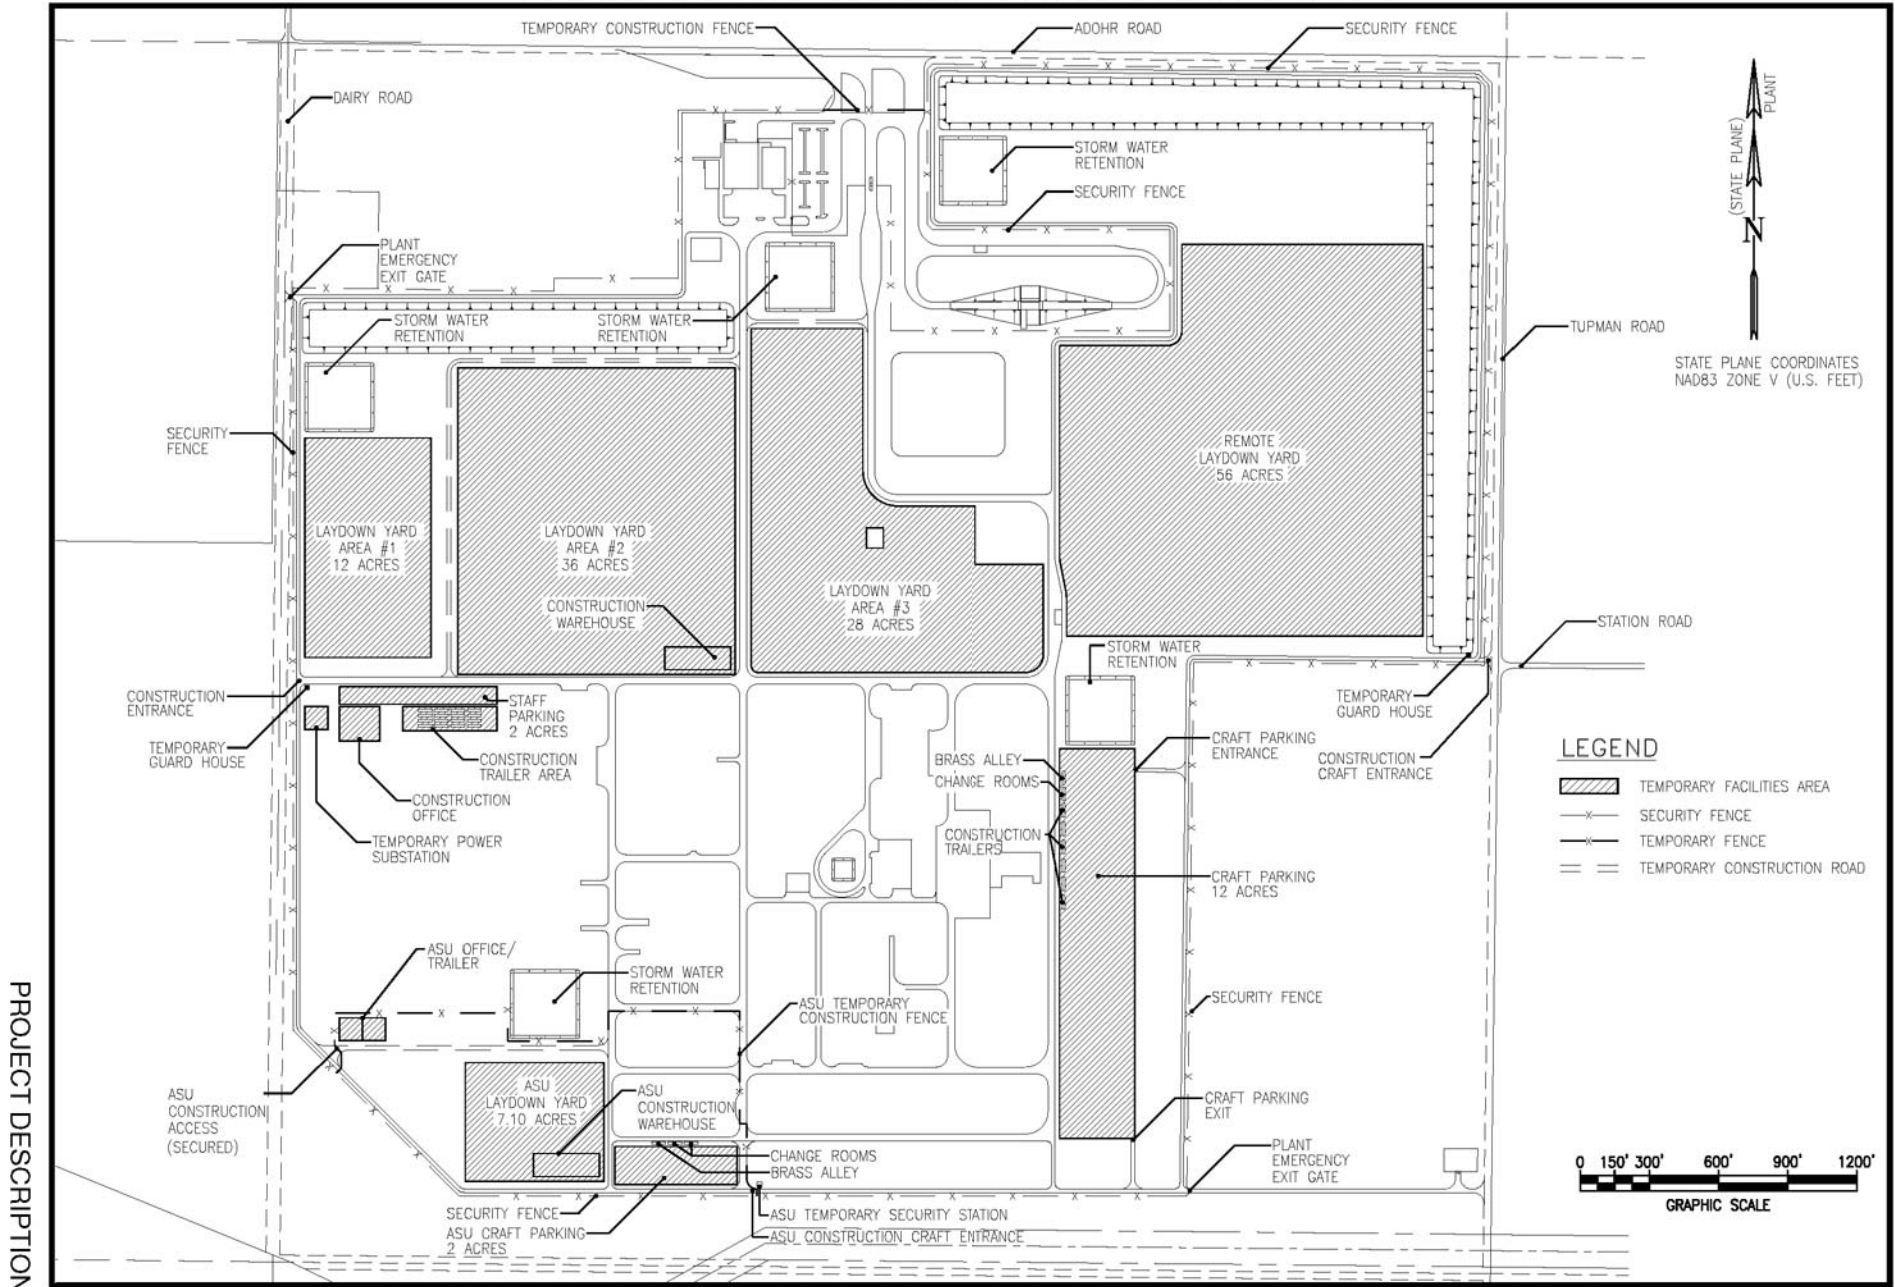 TEMPORARY CONSTRUCTION FENCE
ADOHR ROAD
SECURITY FENCE
DAIRY ROAD
PLANT
(STATE PLANE)
N
STATE PLANE COORDINATES
NAD83 ZONE V (U.S. FEET)
STORM WATER
RETENTION
SECURITY FENCE
PLANT
EMERGENCY
EXIT GATE
STORM WATER
RETENTION
STORM WATER
RETENTION
TUPMAN ROAD
SECURITY
FENCE
REMOTE
LAYDOWN YARD
56 ACRES
LAYDOWN YARD
AREA #1
12 ACRES
LAYDOWN YARD
AREA #2
36 ACRES
CONSTRUCTION
WAREHOUSE
LAYDOWN YARD
AREA #3
28 ACRES
STATION ROAD
STORM WATER
RETENTION
CONSTRUCTION
ENTRANCE
TEMPORARY
GUARD HOUSE
STAFF
PARKING
2 ACRES
CONSTRUCTION
TRAILER AREA
CONSTRUCTION
OFFICE
TEMPORARY POWER
SUBSTATION
TEMPORARY
GUARD HOUSE
CONSTRUCTION
CRAFT ENTRANCE
CRAFT PARKING
ENTRANCE
BRASS ALLEY
CHANGE ROOMS
CONSTRUCTION
TRAILERS
CRAFT PARKING
12 ACRES
LEGEND
TEMPORARY FACILITIES AREA
X SECURITY FENCE
X TEMPORARY FENCE
TEMPORARY CONSTRUCTION ROAD
ASU OFFICE/
TRAILER
STORM WATER
RETENTION
ASU TEMPORARY
CONSTRUCTION FENCE
SECURITY FENCE
ASU
CONSTRUCTION
ACCESS
(SECURED)
ASU
LAYDOWN YARD
7.10 ACRES
ASU
CONSTRUCTION
WAREHOUSE
CRAFT PARKING
EXIT
CHANGE ROOMS
BRASS ALLEY
PLANT
EMERGENCY
EXIT GATE
SECURITY FENCE
ASU CRAFT PARKING
2 ACRES
ASU TEMPORARY SECURITY STATION
ASU CONSTRUCTION CRAFT ENTRANCE
0 150' 300' 600' 900' 1200'
GRAPHIC SCALE
PROJECT DESCRIPTION